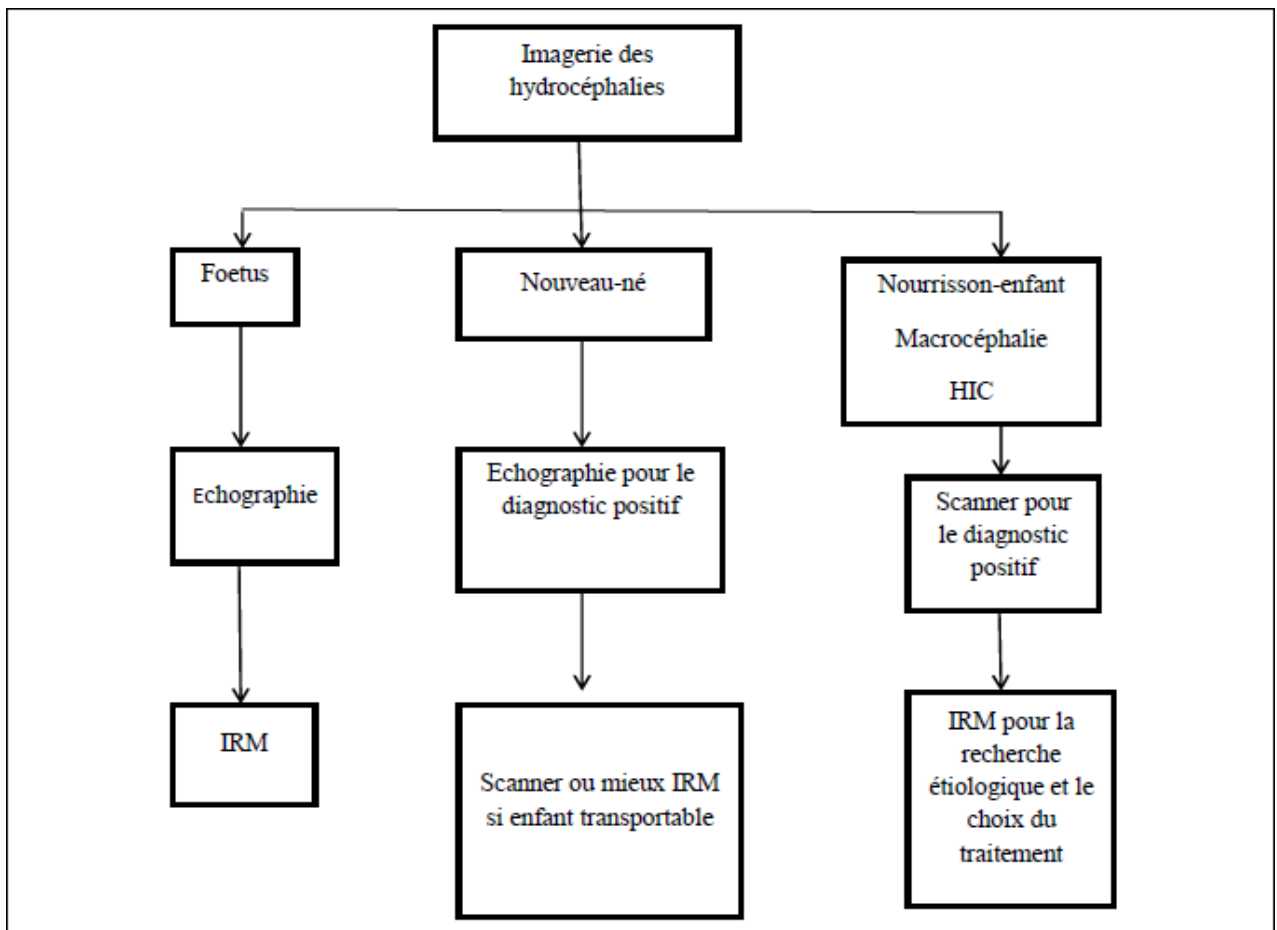 Imagerie des
hydrocéphalies
Foetus
Nouveau-né
Nourrisson-enfant
Macrocéphalie
HIC
Echographie
Echographie pour le
diagnostic positif
Scanner pour
le diagnostic
positif
IRM
Scanner ou mieux IRM
si enfant transportable
IRM pour la
recherche
étiologique et le
choix du
traitement